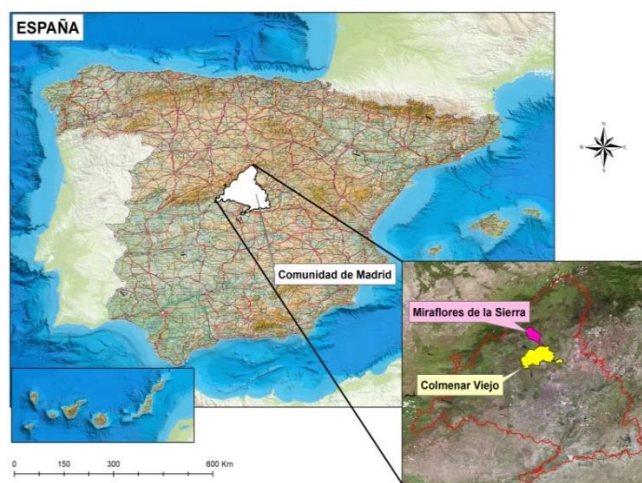 ESPAÑA
N
W
E
S
Comunidad de Madrid
Miraflores de la Sierra
Colmenar Viejo
0 150 300 600 Km